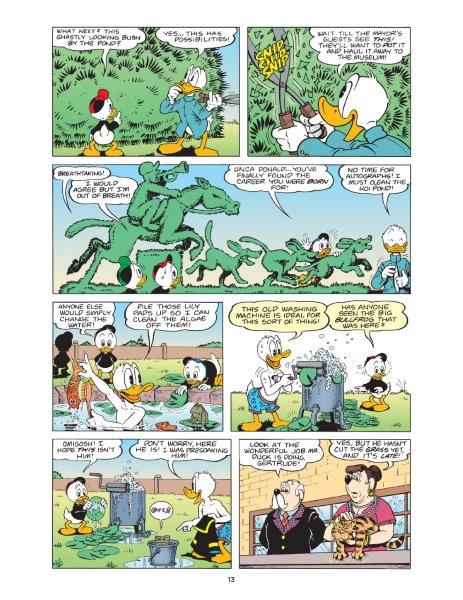 WHAT NEXT? THIS
GHASTLY LOOKING BUSH
BY THE POND?
YES... THIS HAS
POSSIBILITIES!
SNIP
SNIP
WAIT TILL THE MAYOR'S
GUESTS SEE THIS!
THEY'LL WANT TO POT IT
AND HAUL IT AWAY TO
THE MUSEUM!
BREATHTAKING!
I WOULD
AGREE BUT I'M
OUT OF BREATH!
UNCA DONALD... YOU'VE
FINALLY FOUND THE
CAREER YOU WERE BORN
FOR!
NO TIME FOR
AUTOGRAPHS! I
MUST CLEAN THE
KOI POND!
ANYONE ELSE
WOULD SIMPLY
CHANGE THE
WATER!
PILE THOSE LILY
PADS UP SO I CAN
CLEAN THE ALGAE
OFF THEM!
THIS OLD WASHING
MACHINE IS IDEAL FOR
THIS SORT OF THING!
HAS ANYONE
SEEN THE BIG
BULLFROG THAT
WAS HERE?
OMIGOSH! I
HOPE THIS ISN'T
HIM!
DON'T WORRY, HERE
HE IS! I WAS PRESOAKING
HIM!
LOOK AT THE
WONDERFUL JOB MR.
DUCK IS DOING,
GERTRUDE!
YES, BUT HE HASN'T
CUT THE GRASS YET,
AND IT'S LATE!
13